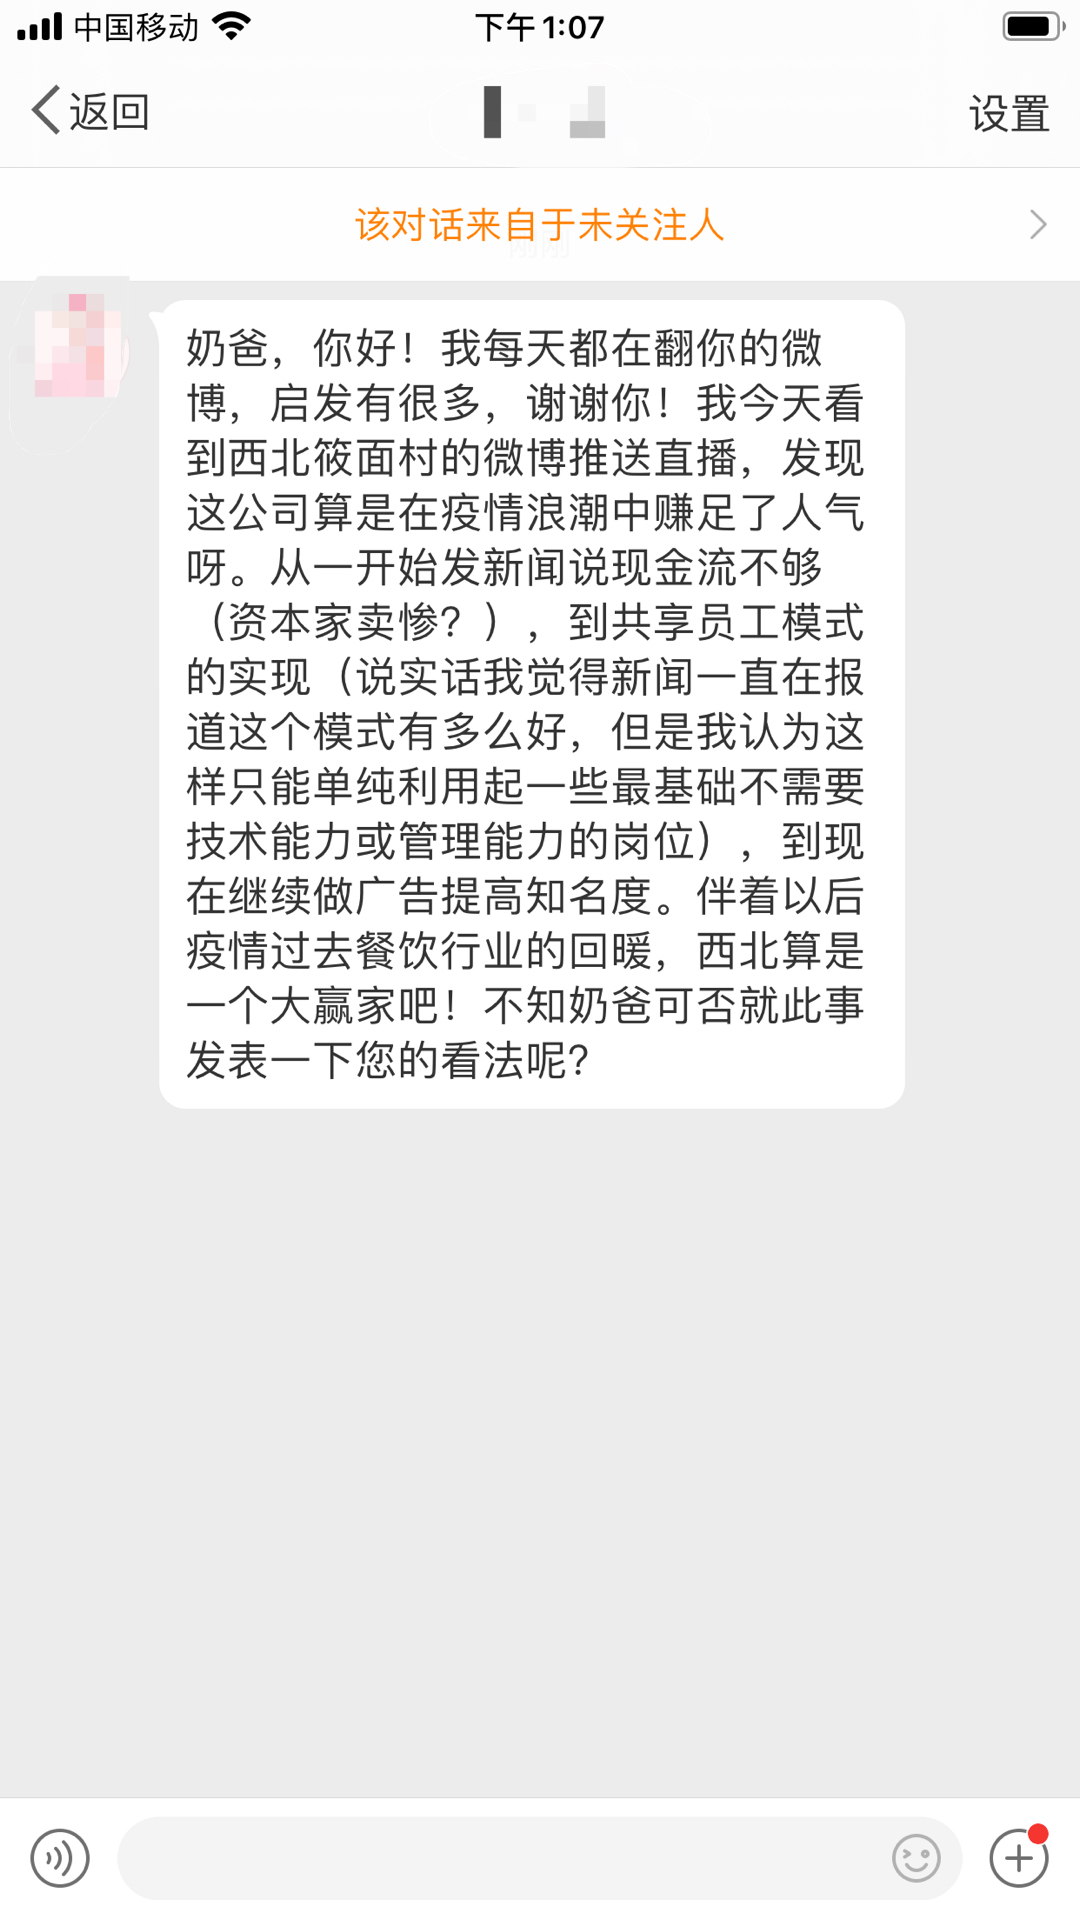 中国移动
下午1:07
返回
设置
该对话来自于未关注人
刚刚
奶爸，你好！我每天都在翻你的微
博，启发有很多，谢谢你！我今天看
到西北筱面村的微博推送直播，发现
这公司算是在疫情浪潮中赚足了人气
呀。从一开始发新闻说现金流不够
（资本家卖惨？），到共享员工模式
的实现（说实话我觉得新闻一直在报
道这个模式有多么好，但是我认为这
样只能单纯利用起一些最基础不需要
技术能力或管理能力的岗位），到现
在继续做广告提高知名度。伴着以后
疫情过去餐饮行业的回暖，西北算是
一个大赢家吧！不知奶爸可否就此事
发表一下您的看法呢？